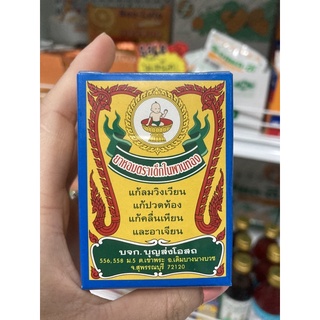 ยาหอมตราเด็กในพานทอง
แก้ลมวิงเวียน
แก้ปวดท้อง
แก้คลื่นเหียน
และอาเจียน
บจก. บุญส่งโอสถ
556,558 ม.5 ต.เขาพระ อ.เดิมบางนางบวช
จ.สุพรรณบุรี 72120